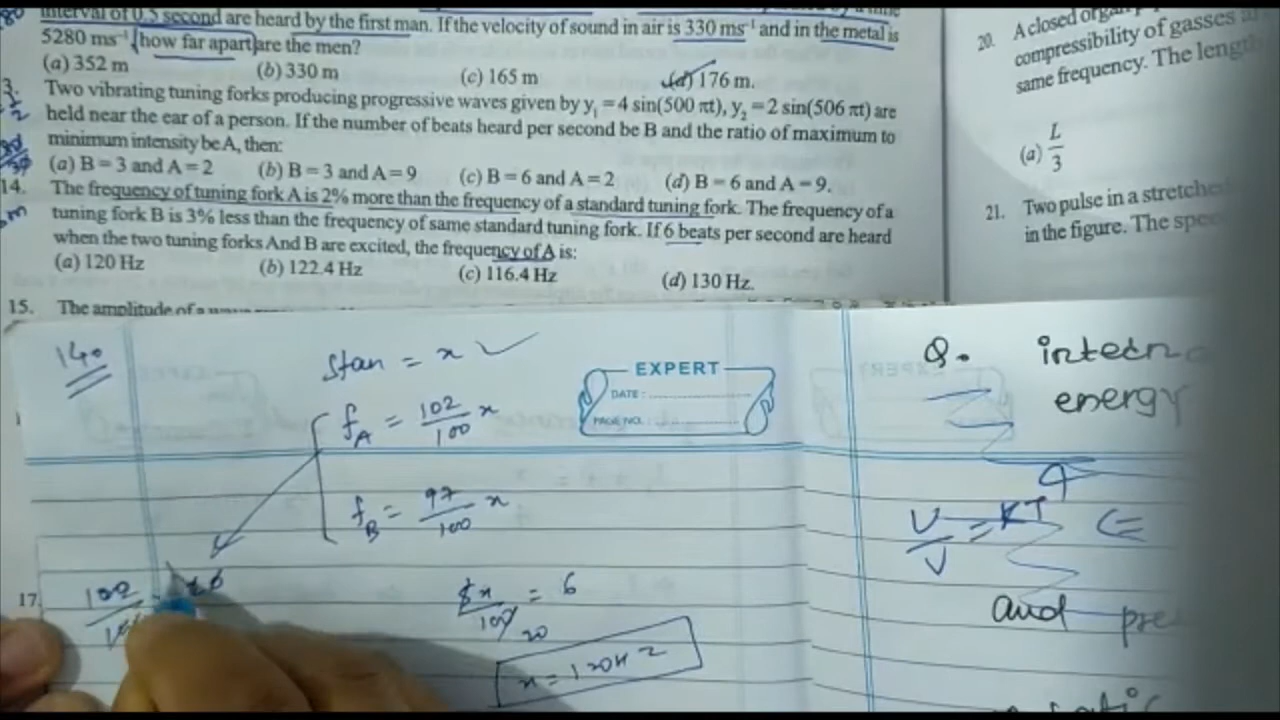 interval of 0.5 second are heard by the first man. If the velocity of sound in air is 330 ms⁻¹ and in the metal is
5280 ms⁻¹ how far apart are the men?
(a) 352 m (b) 330 m (c) 165 m (d) 176 m.
Two vibrating tuning forks producing progressive waves given by y₁ = 4 sin(500 πt), y₂ = 2 sin(506 πt) are
held near the ear of a person. If the number of beats heard per second be B and the ratio of maximum to
minimum intensity be A, then:
(a) B = 3 and A = 2 (b) B = 3 and A = 9 (c) B = 6 and A = 2 (d) B = 6 and A = 9.
14. The frequency of tuning fork A is 2% more than the frequency of a standard tuning fork. The frequency of a
tuning fork B is 3% less than the frequency of same standard tuning fork. If 6 beats per second are heard
when the two tuning forks And B are excited, the frequency of A is:
(a) 120 Hz (b) 122.4 Hz (c) 116.4 Hz (d) 130 Hz.
15. The amplitude of a
20. A closed organ
compressibility of gasses
same frequency. The length
(a) L/3
21. Two pulse in a stretched
in the figure. The
14.
Stan = x
EXPERT
DATE:
PAGE NO.
f_A = 102/100 x
f_B = 97/100 x
17.
5x/100 = 6
20
x = 120Hz
Q.
energy
U/V =
and